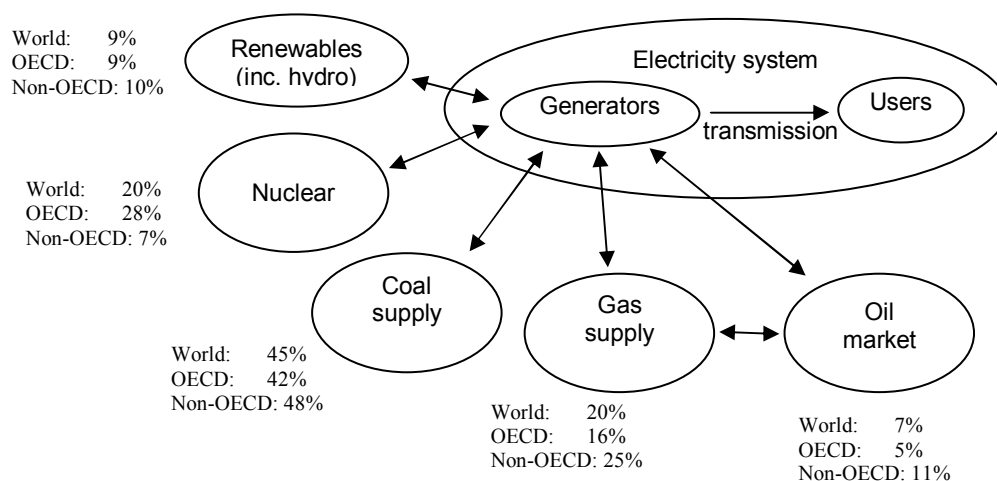 World: 9%
OECD: 9%
Non-OECD: 10%
Renewables
(inc. hydro)
Electricity system
Generators
transmission
Users
World: 20%
OECD: 28%
Non-OECD: 7%
Nuclear
Coal
supply
World: 45%
OECD: 42%
Non-OECD: 48%
Gas
supply
World: 20%
OECD: 16%
Non-OECD: 25%
Oil
market
World: 7%
OECD: 5%
Non-OECD: 11%